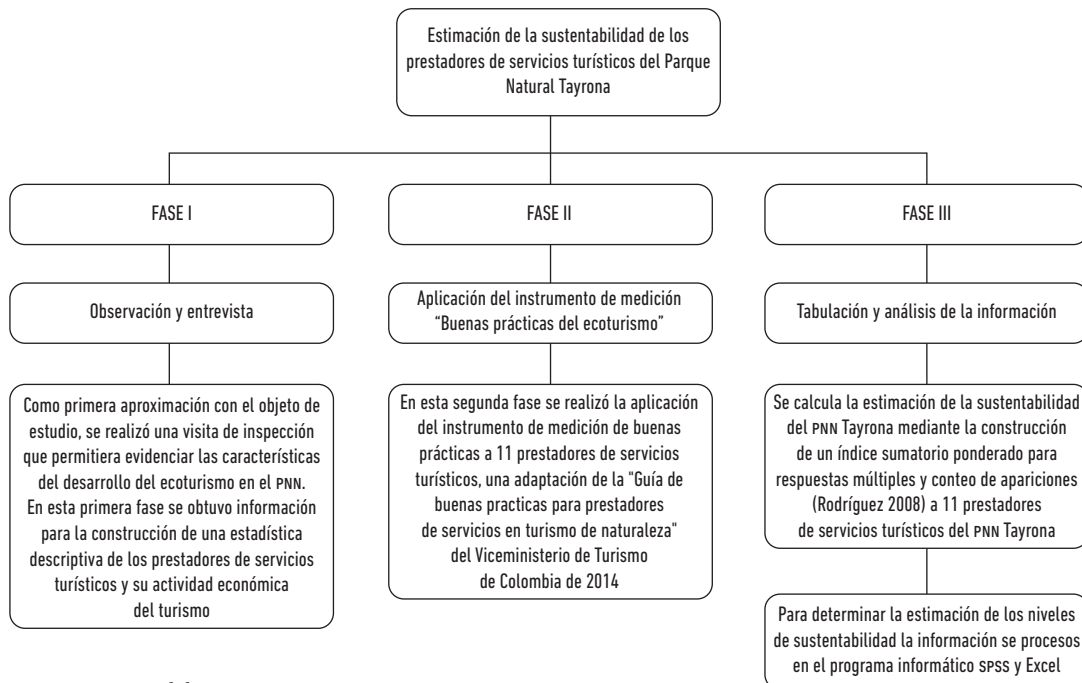 Estimación de la sustentabilidad de los
prestadores de servicios turísticos del Parque
Natural Tayrona
FASE I
Observación y entrevista
Como primera aproximación con el objeto de
estudio, se realizó una visita de inspección
que permitiera evidenciar las características
del desarrollo del ecoturismo en el PNN.
En esta primera fase se obtuvo información
para la construcción de una estadística
descriptiva de los prestadores de servicios
turísticos y su actividad económica
del turismo
FASE II
Aplicación del instrumento de medición
“Buenas prácticas del ecoturismo”
En esta segunda fase se realizó la aplicación
del instrumento de medición de buenas
prácticas a 11 prestadores de servicios
turísticos, una adaptación de la "Guía de
buenas practicas para prestadores
de servicios en turismo de naturaleza"
del Viceministerio de Turismo
de Colombia de 2014
FASE III
Tabulación y análisis de la información
Se calcula la estimación de la sustentabilidad
del PNN Tayrona mediante la construcción
de un índice sumatorio ponderado para
respuestas múltiples y conteo de apariciones
(Rodríguez 2008) a 11 prestadores
de servicios turísticos del PNN Tayrona
Para determinar la estimación de los niveles
de sustentabilidad la información se procesos
en el programa informático SPSS y Excel